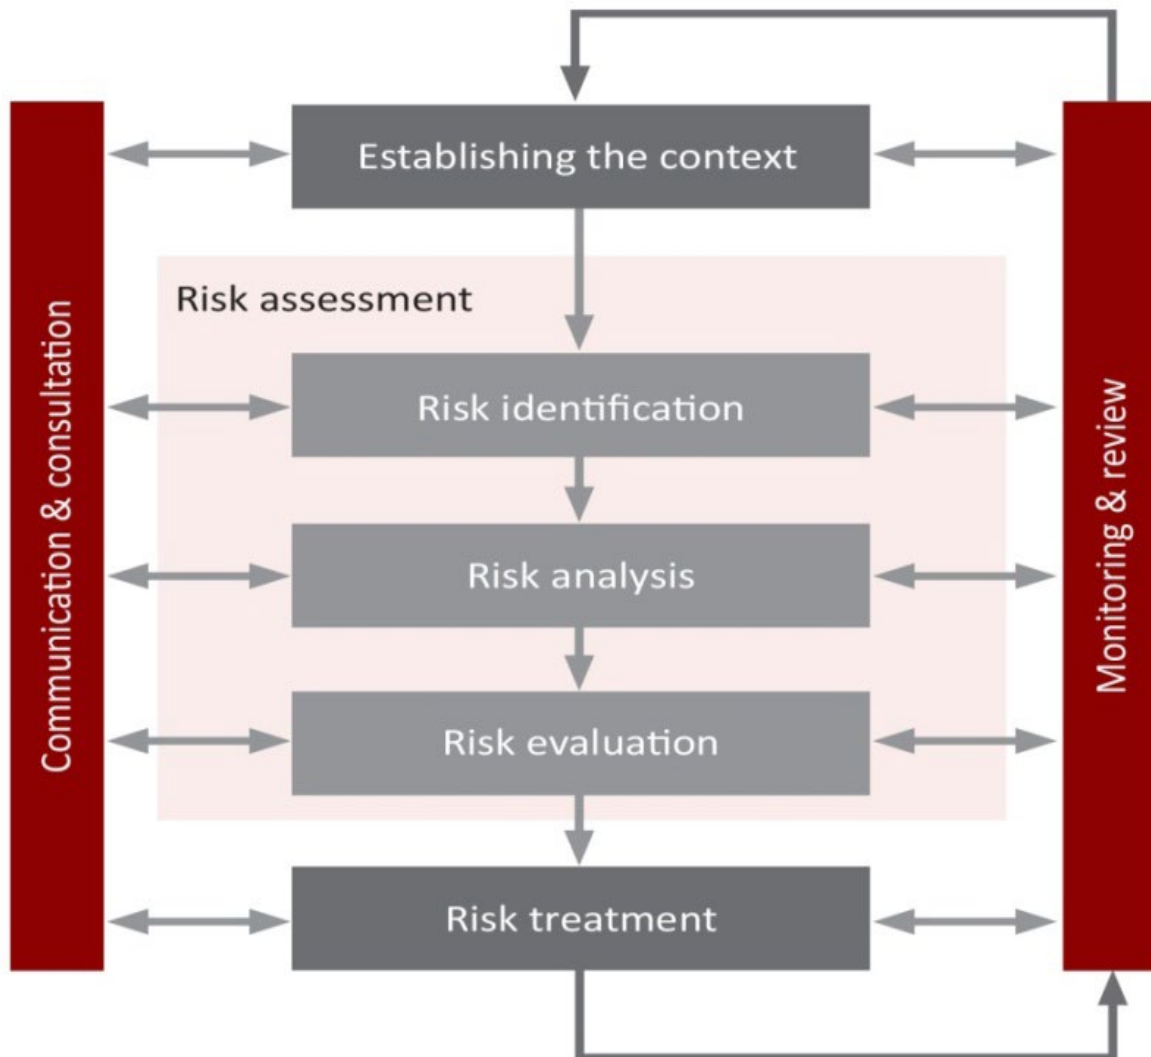 Establishing the context
Risk assessment
Risk identification
Risk analysis
Risk evaluation
Risk treatment
Communication & consultation
Monitoring & review